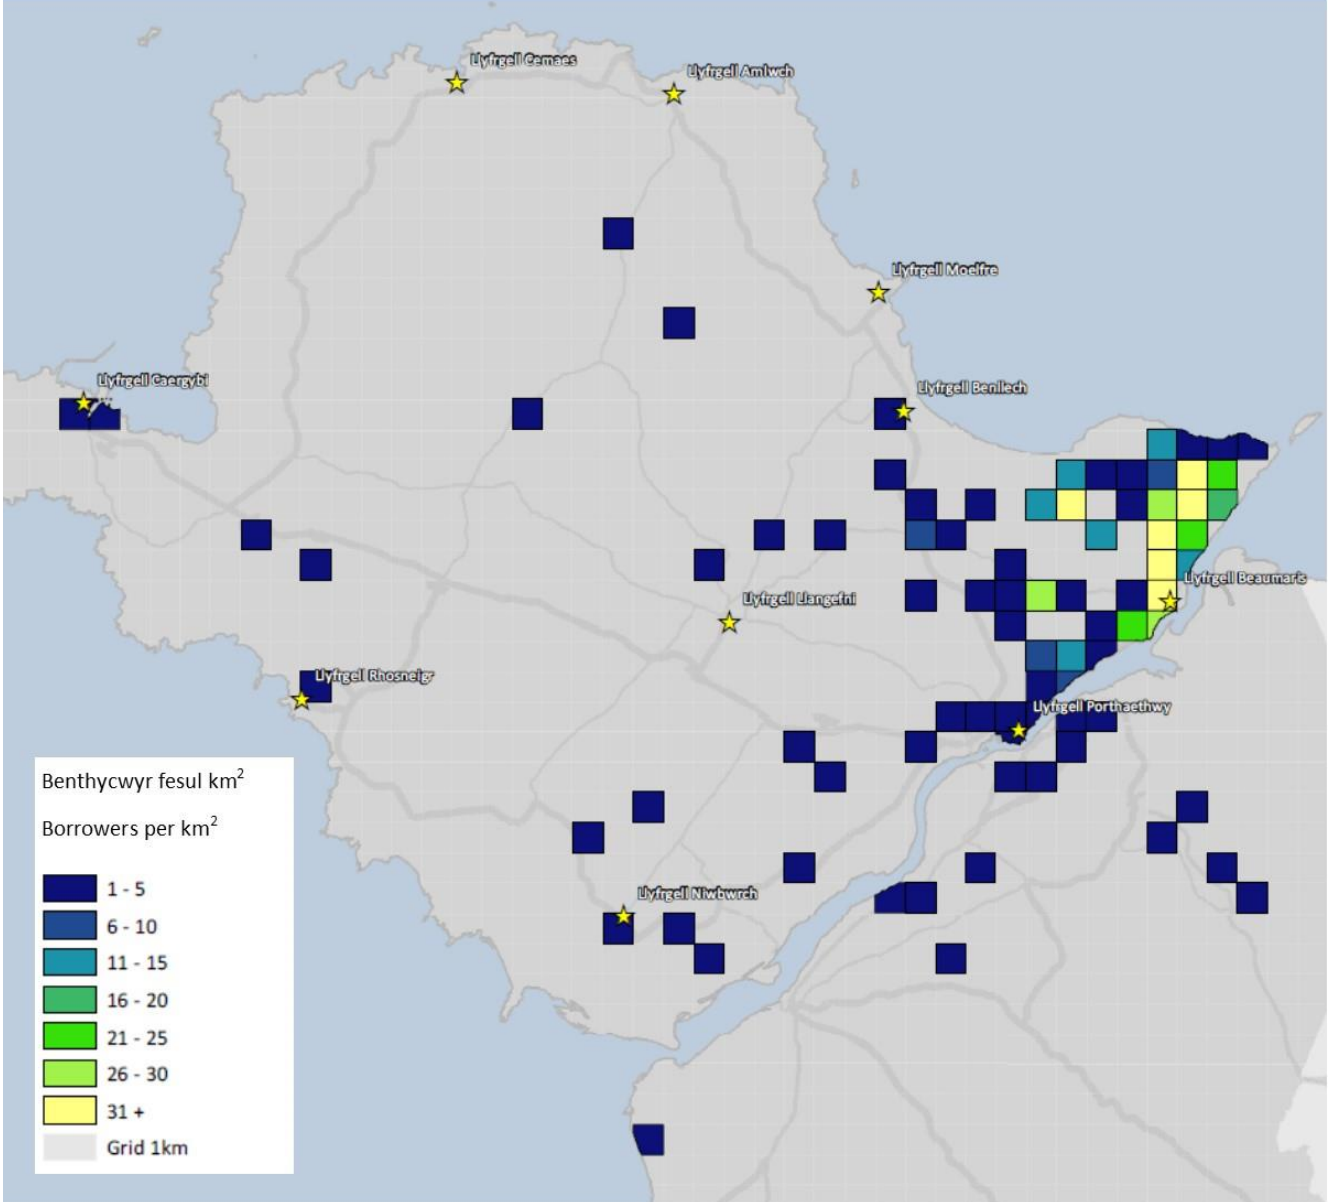 Llyfrgell Cemaes
Llyfrgell Amlwch
Llyfrgell Moelfre
Llyfrgell Caergybi
Llyfrgell Benllech
Llyfrgell Beaumaris
Llyfrgell Llangefni
Llyfrgell Rhosneigr
Llyfrgell Porthaethwy
Llyfrgell Niwbwrch
Benthycwyr fesul km²
Borrowers per km²
1 - 5
6 - 10
11 - 15
16 - 20
21 - 25
26 - 30
31 +
Grid 1km